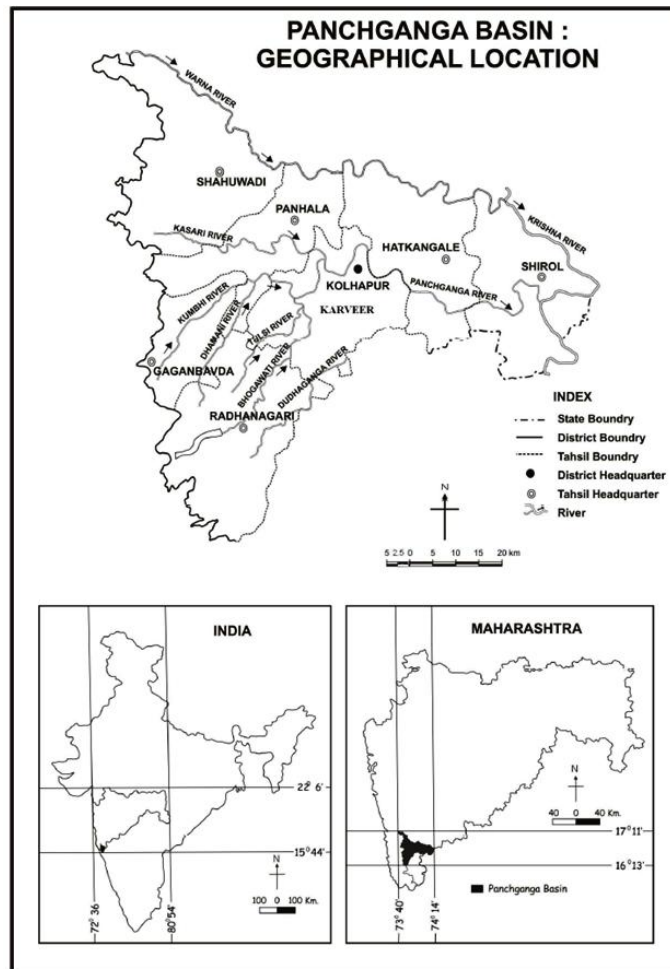 PANCHGANGA BASIN :
GEOGRAPHICAL LOCATION
WARNA RIVER
SHAHUWADI
PANHALA
KASARI RIVER
KRISHNA RIVER
HATKANGALE
SHIROL
KOLHAPUR
PANCHGANGA RIVER
KARVEER
KUMBHI RIVER
DHAMANI RIVER
TULSI RIVER
BHOGAWATI RIVER
DUDHAGANGA RIVER
GAGANBAVDA
RADHANAGARI
INDEX
State Boundry
District Boundry
Tahsil Boundry
District Headquarter
Tahsil Headquarter
River
N
5 2.5 0 5 10 20 km
INDIA
22° 6'
15° 44'
N
100 0 100 Km.
72° 36
80° 54'
MAHARASHTRA
N
40 0 40 Km.
17° 11'
16° 13'
Panchganga Basin
73° 40'
74° 14'